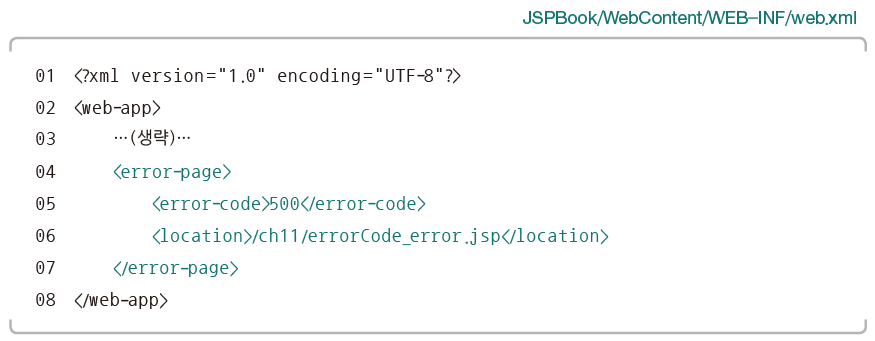 JSPBook/WebContent/WEB-INF/web.xml
01 <?xml version="1.0" encoding="UTF-8"?>
02 <web-app>
03 …(생략)…
04 <error-page>
05 <error-code>500</error-code>
06 <location>/ch11/errorCode_error.jsp</location>
07 </error-page>
08 </web-app>